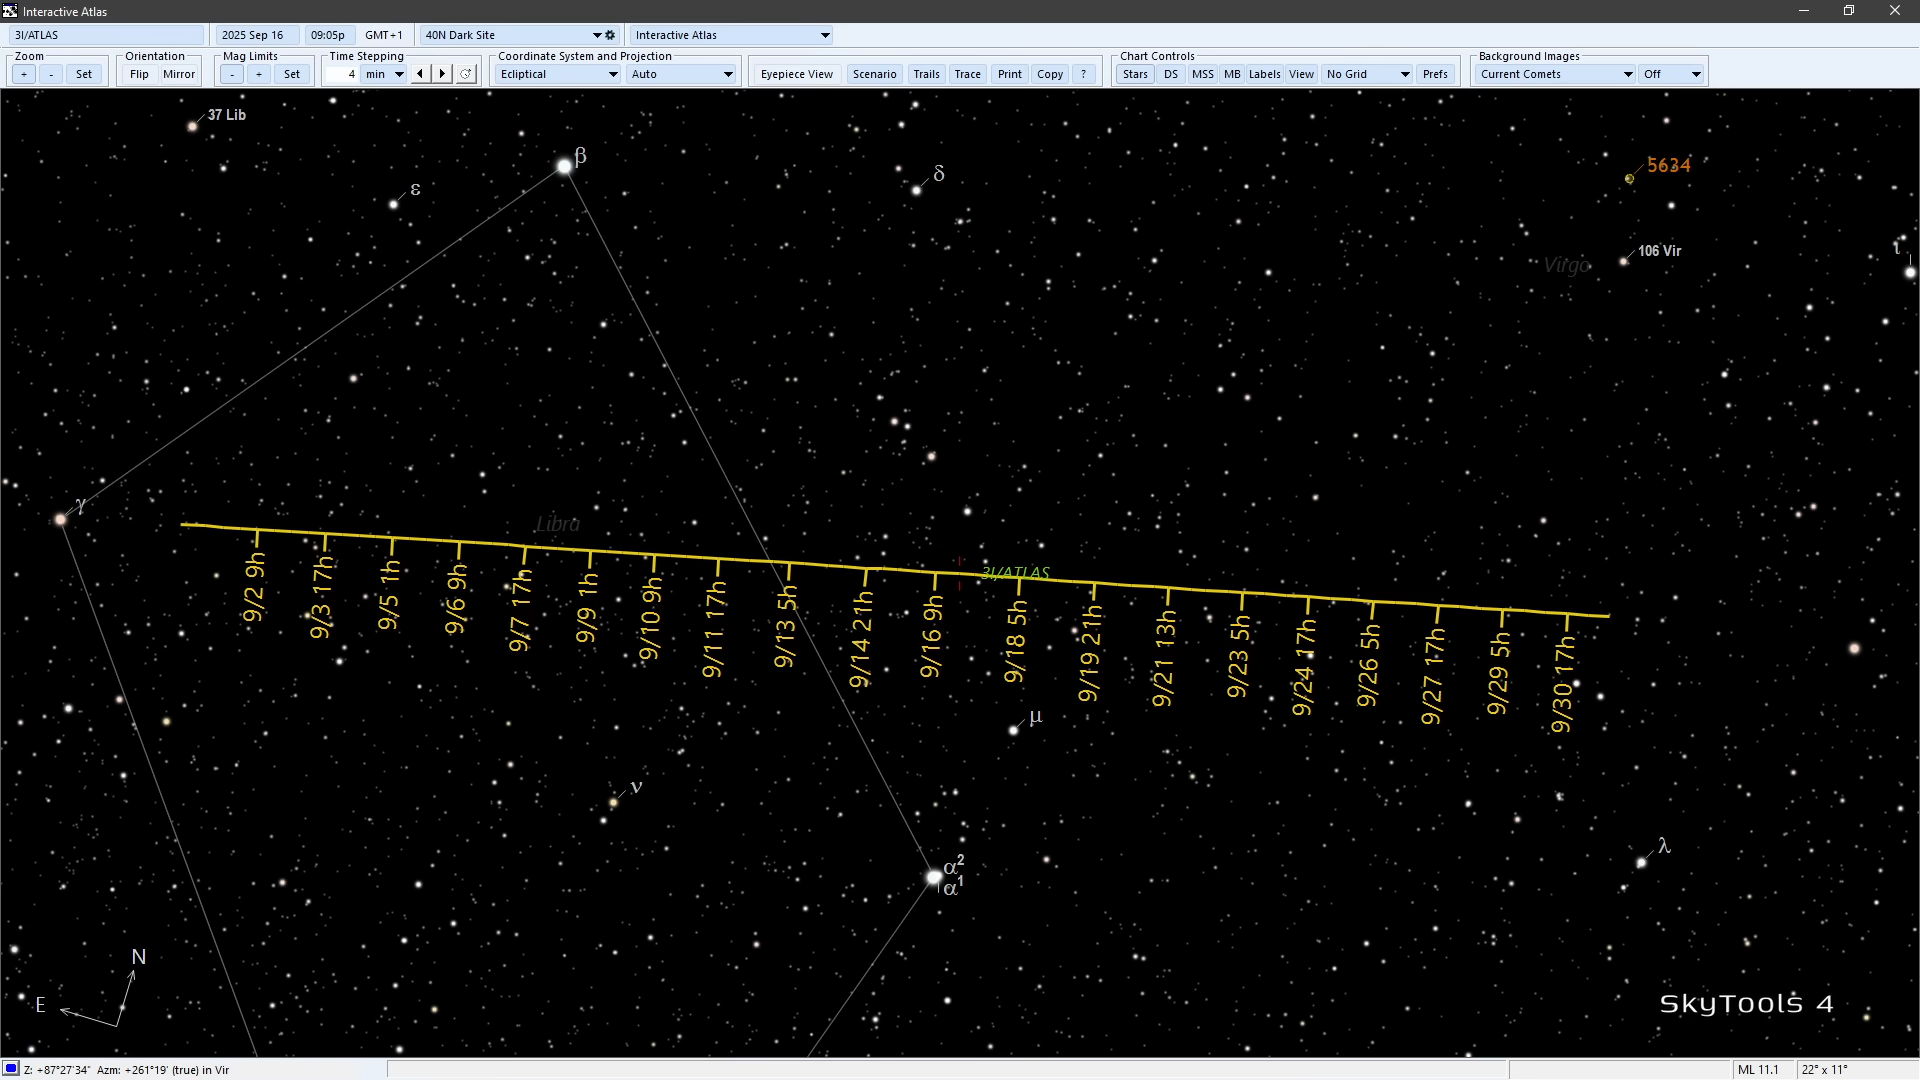 Interactive Atlas
3I/ATLAS
2025 Sep 16
09:05p
GMT+1
40N Dark Site
Interactive Atlas
Zoom
Orientation
Mag Limits
Time Stepping
Coordinate System and Projection
Chart Controls
Background Images
+
-
Set
Flip
Mirror
-
+
Set
4
min
Ecliptical
Auto
Eyepiece View
Scenario
Trails
Trace
Print
Copy
?
Stars
DS
MSS
MB
Labels
View
No Grid
Prefs
Current Comets
Off
37 Lib
β
δ
5634
ε
106 Vir
ι
Virgo
γ
Libra
3I/ATLAS
9/2 9h
9/3 17h
9/5 1h
9/6 9h
9/7 17h
9/9 1h
9/10 9h
9/11 17h
9/13 5h
9/14 21h
9/16 9h
9/18 5h
9/19 21h
9/21 13h
9/23 5h
9/24 17h
9/26 5h
9/27 17h
9/29 5h
9/30 17h
μ
ν
λ
α2
α1
N
E
SkyTools 4
Z: +87°27'34" Azm: +261°19' (true) in Vir
ML 11.1
22° x 11°